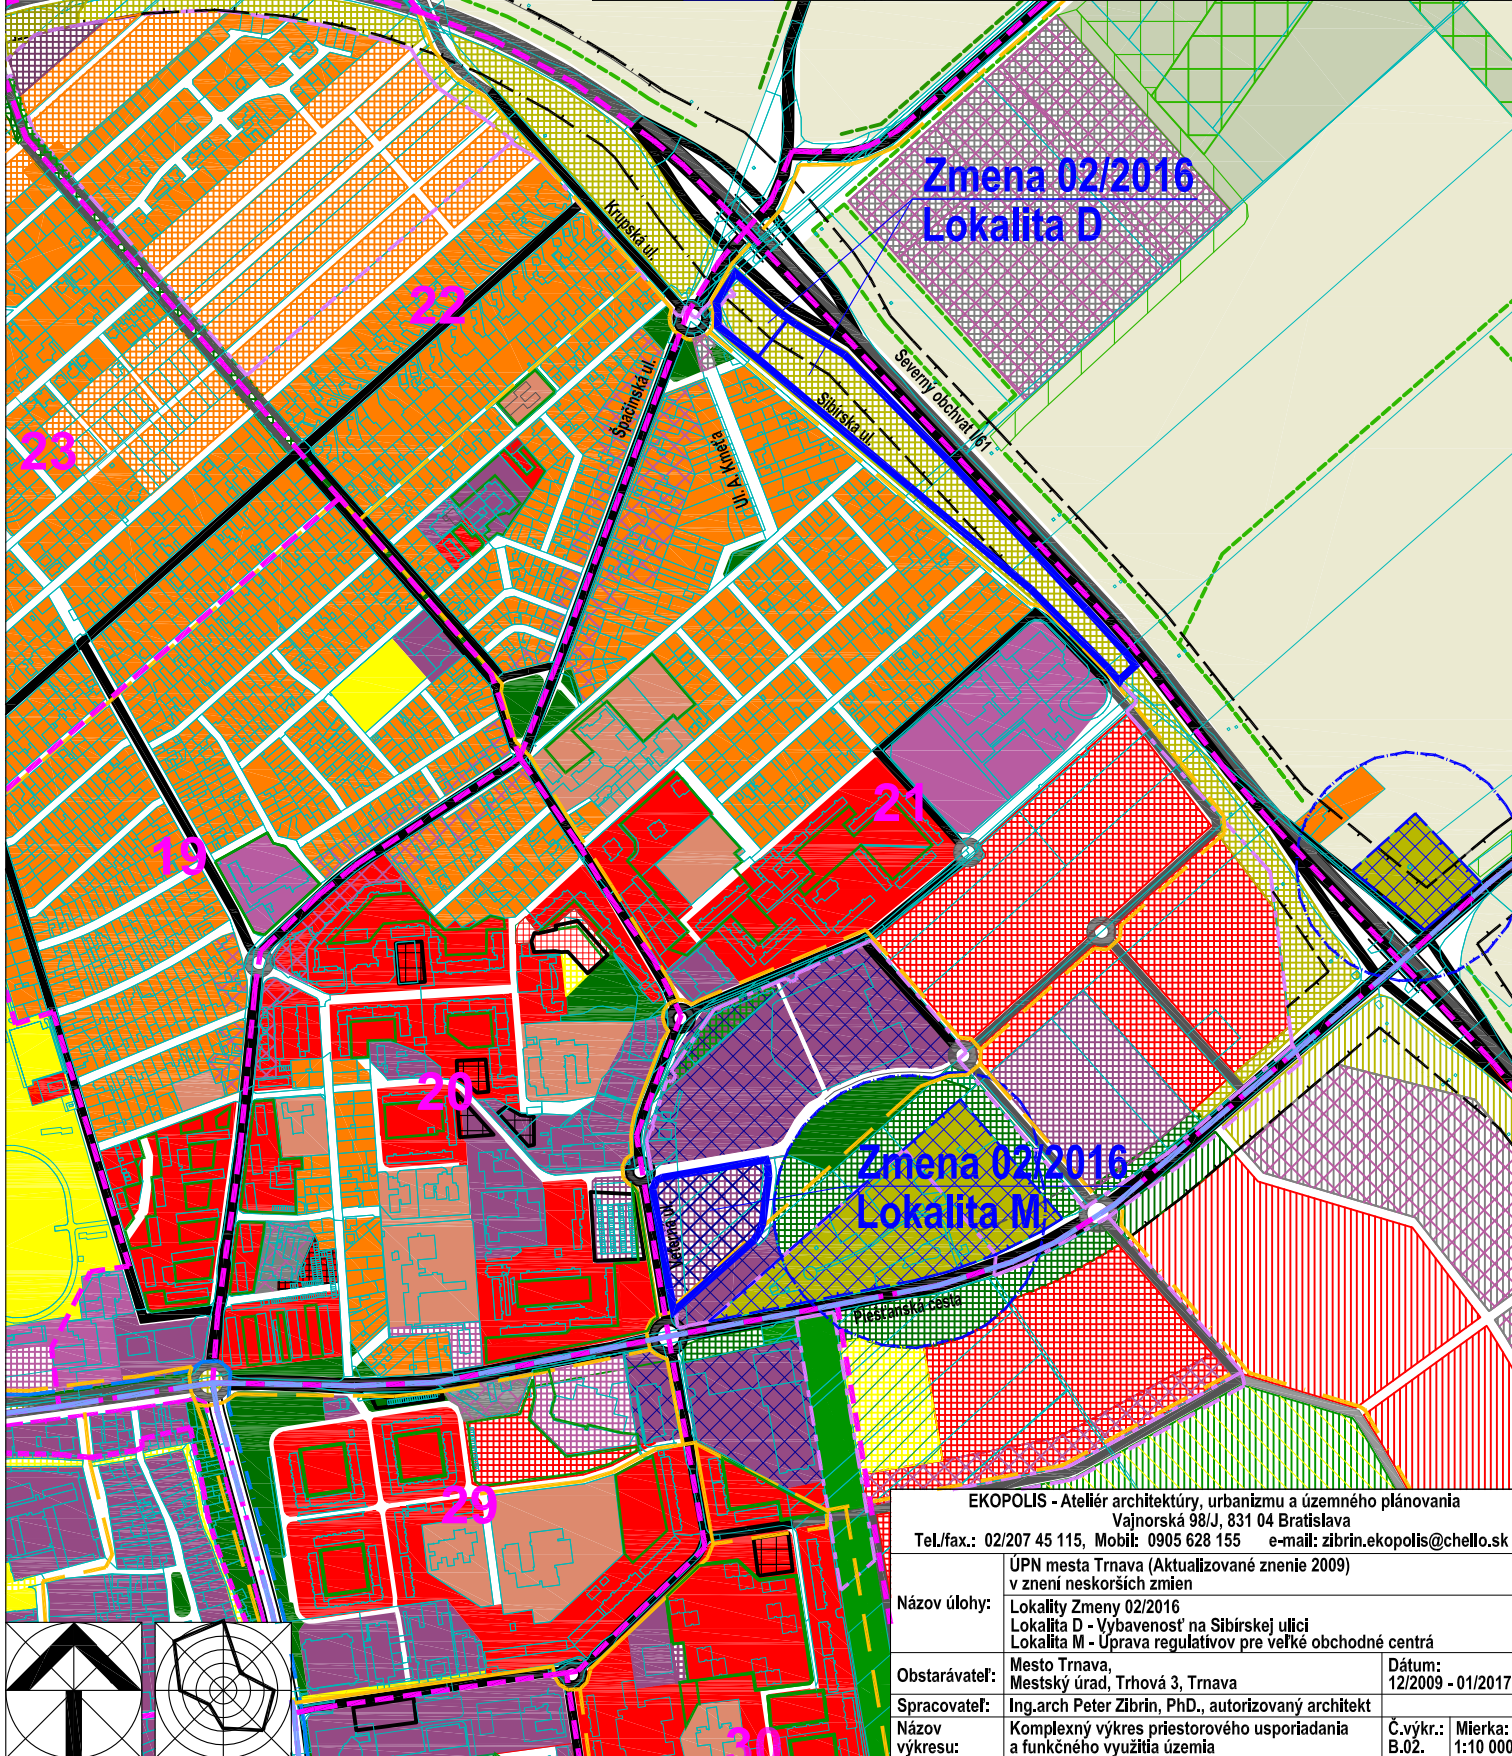 Zmena 02/2016
Lokalita D
Krupská ul.
22
Špačinská ul.
Severný obchvat I/61
Sibírska ul.
Ul. A. Kmeťa
23
21
19
20
Zmena 02/2016
Lokalita M
Piešťanská cesta
29
30
EKOPOLIS - Ateliér architektúry, urbanizmu a územného plánovania
Vajnorská 98/J, 831 04 Bratislava
Tel./fax.: 02/207 45 115, Mobil: 0905 628 155 e-mail: zibrin.ekopolis@chello.sk
Názov úlohy:
ÚPN mesta Trnava (Aktualizované znenie 2009)
v znení neskorších zmien
Lokality Zmeny 02/2016
Lokalita D - Vybavenosť na Sibírskej ulici
Lokalita M - Úprava regulatívov pre veľké obchodné centrá
Obstarávateľ:
Mesto Trnava,
Mestský úrad, Trhová 3, Trnava
Dátum:
12/2009 - 01/2017
Spracovateľ:
Ing.arch Peter Zibrin, PhD., autorizovaný architekt
Názov
výkresu:
Komplexný výkres priestorového usporiadania
a funkčného využitia územia
Č.výkr.:
B.02.
Mierka:
1:10 000